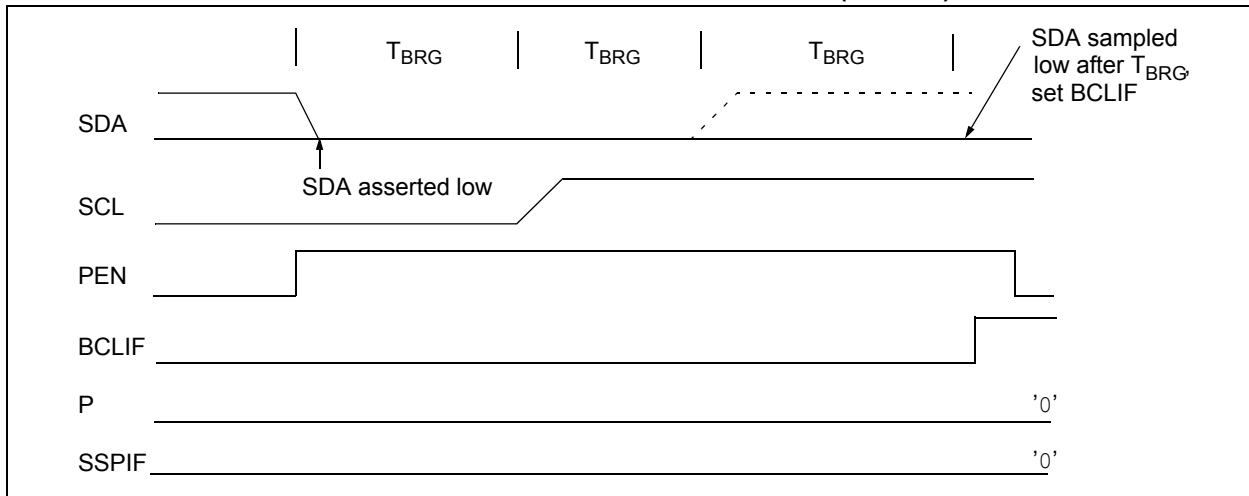 TBRG TBRG TBRG
SDA sampled
low after TBRG,
set BCLIF
SDA
SDA asserted low
SCL
PEN
BCLIF
P '0'
SSPIF '0'